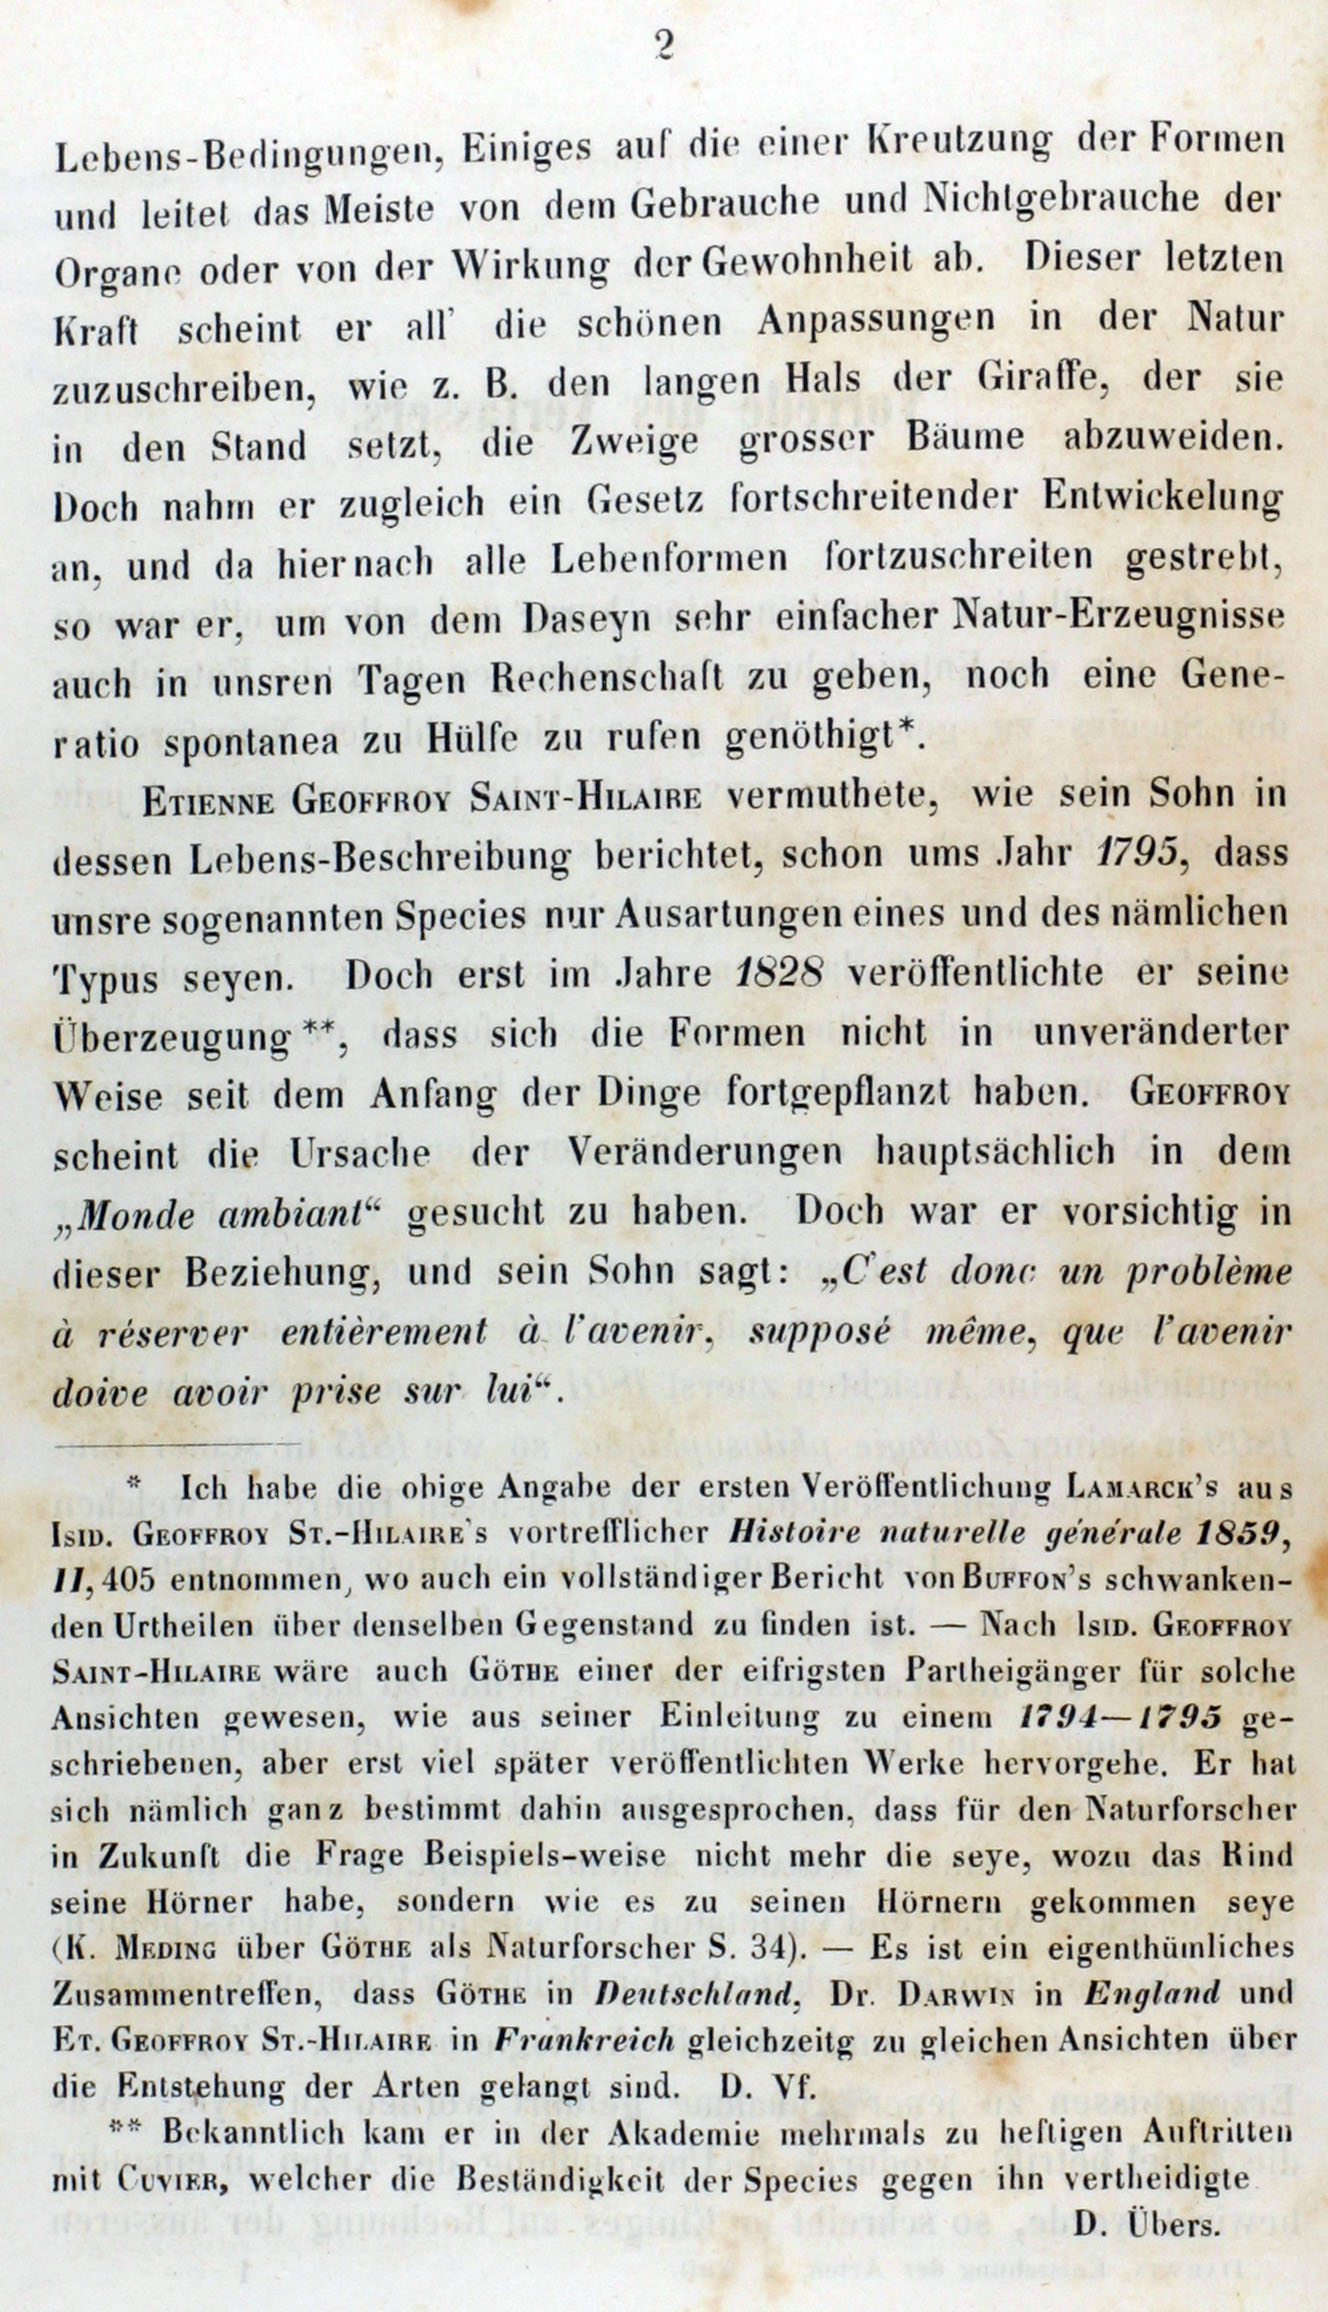 2
Lebens-Bedingungen, Einiges auf die einer Kreutzung der Formen
und leitet das Meiste von dem Gebrauche und Nichtgebrauche der
Organe oder von der Wirkung der Gewohnheit ab. Dieser letzten
Kraft scheint er all' die schönen Anpassungen in der Natur
zuzuschreiben, wie z. B. den langen Hals der Giraffe, der sie
in den Stand setzt, die Zweige grosser Bäume abzuweiden.
Doch nahm er zugleich ein Gesetz fortschreitender Entwickelung
an, und da hiernach alle Lebenformen fortzuschreiten gestrebt,
so war er, um von dem Daseyn sehr einfacher Natur-Erzeugnisse
auch in unsren Tagen Rechenschaft zu geben, noch eine Gene-
ratio spontanea zu Hülfe zu rufen genöthigt*.
Etienne Geoffroy Saint-Hilaire vermuthete, wie sein Sohn in
dessen Lebens-Beschreibung berichtet, schon ums Jahr 1795, dass
unsre sogenannten Species nur Ausartungen eines und des nämlichen
Typus seyen. Doch erst im Jahre 1828 veröffentlichte er seine
Überzeugung**, dass sich die Formen nicht in unveränderter
Weise seit dem Anfang der Dinge fortgepflanzt haben. Geoffroy
scheint die Ursache der Veränderungen hauptsächlich in dem
„Monde ambiant“ gesucht zu haben. Doch war er vorsichtig in
dieser Beziehung, und sein Sohn sagt: „C'est donc un problème
à réserver entièrement à l'avenir, supposé même, que l'avenir
doive avoir prise sur lui“.
* Ich habe die obige Angabe der ersten Veröffentlichung Lamarck's aus
Isid. Geoffroy St.-Hilaire's vortrefflicher Histoire naturelle générale 1859,
II, 405 entnommen, wo auch ein vollständiger Bericht von Buffon's schwanken-
den Urtheilen über denselben Gegenstand zu finden ist. — Nach Isid. Geoffroy
Saint-Hilaire wäre auch Göthe einer der eifrigsten Partheigänger für solche
Ansichten gewesen, wie aus seiner Einleitung zu einem 1794—1795 ge-
schriebenen, aber erst viel später veröffentlichten Werke hervorgehe. Er hat
sich nämlich ganz bestimmt dahin ausgesprochen, dass für den Naturforscher
in Zukunft die Frage Beispiels-weise nicht mehr die seye, wozu das Rind
seine Hörner habe, sondern wie es zu seinen Hörnern gekommen seye
(K. Meding über Göthe als Naturforscher S. 34). — Es ist ein eigenthümliches
Zusammentreffen, dass Göthe in Deutschland, Dr. Darwin in England und
Et. Geoffroy St.-Hilaire in Frankreich gleichzeitg zu gleichen Ansichten über
die Entstehung der Arten gelangt sind. D. Vf.
** Bekanntlich kam er in der Akademie mehrmals zu heftigen Auftritten
mit Cuvier, welcher die Beständigkeit der Species gegen ihn vertheidigte
D. Übers.